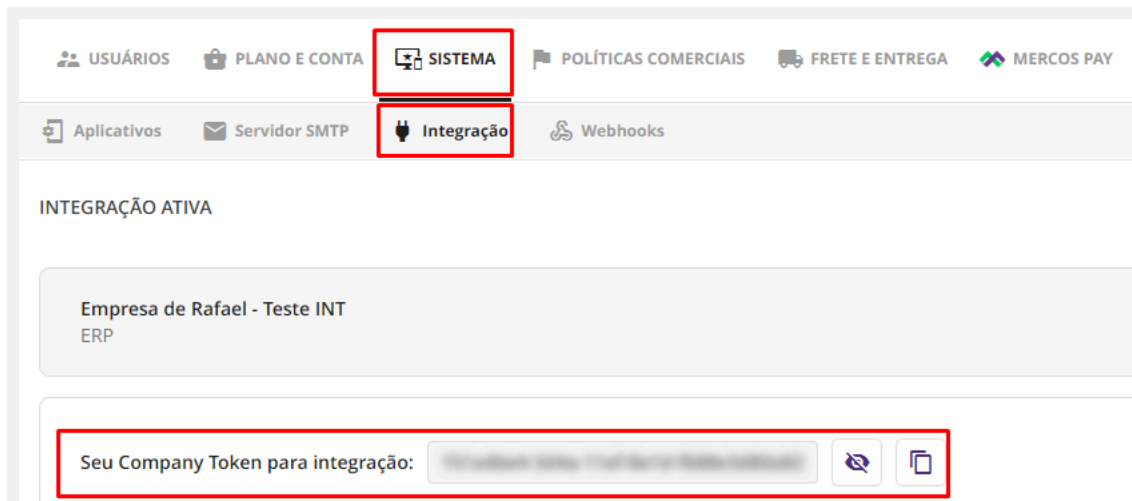 USUÁRIOS PLANO E CONTA SISTEMA POLÍTICAS COMERCIAIS FRETE E ENTREGA MERCOS PAY
Aplicativos Servidor SMTP Integração Webhooks
INTEGRAÇÃO ATIVA
Empresa de Rafael - Teste INT
ERP
Seu Company Token para integração: